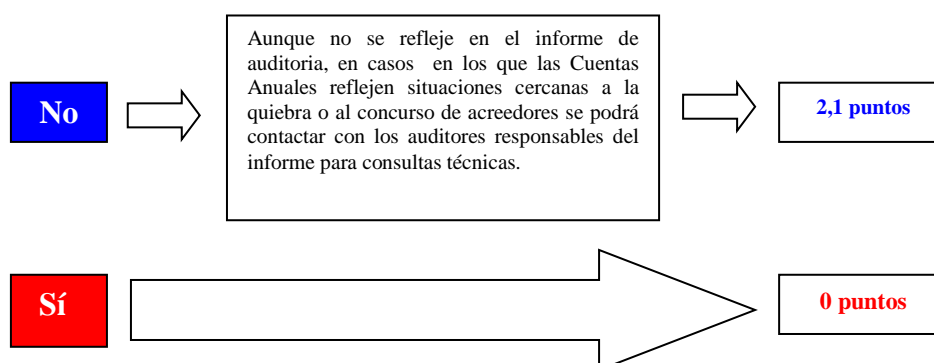 No
Aunque no se refleje en el informe de
auditoria, en casos en los que las Cuentas
Anuales reflejen situaciones cercanas a la
quiebra o al concurso de acreedores se podrá
contactar con los auditores responsables del
informe para consultas técnicas.
2,1 puntos
Sí
0 puntos